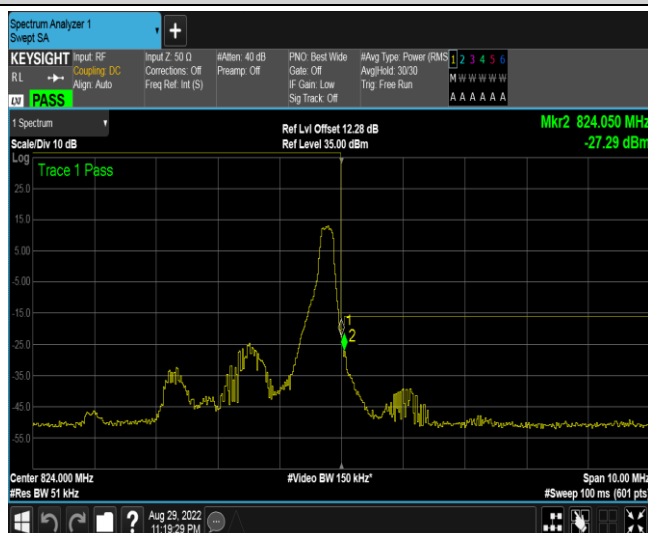 Spectrum Analyzer 1
Swept SA
+
KEYSIGHT Input: RF Input Z: 50 Ω #Atten: 40 dB PNO: Best Wide #Avg Type: Power (RMS 1 2 3 4 5 6
RL Coupling: DC Corrections: Off Preamp: Off Gate: Off Avg|Hold: 30/30 M W W W W W
Align: Auto Freq Ref: Int (S) IF Gain: Low Trig: Free Run
LXI PASS Sig Track: Off A A A A A A
1 Spectrum Ref Lvl Offset 12.28 dB Mkr2 824.050 MHz
Scale/Div 10 dB Ref Level 35.00 dBm -27.29 dBm
Log
Trace 1 Pass
25.0
15.0
5.00
-5.00
-15.0
1
2
-25.0
-35.0
-45.0
-55.0
Center 824.000 MHz #Video BW 150 kHz* Span 10.00 MHz
#Res BW 51 kHz #Sweep 100 ms (601 pts)
? Aug 29, 2022
11:19:29 PM